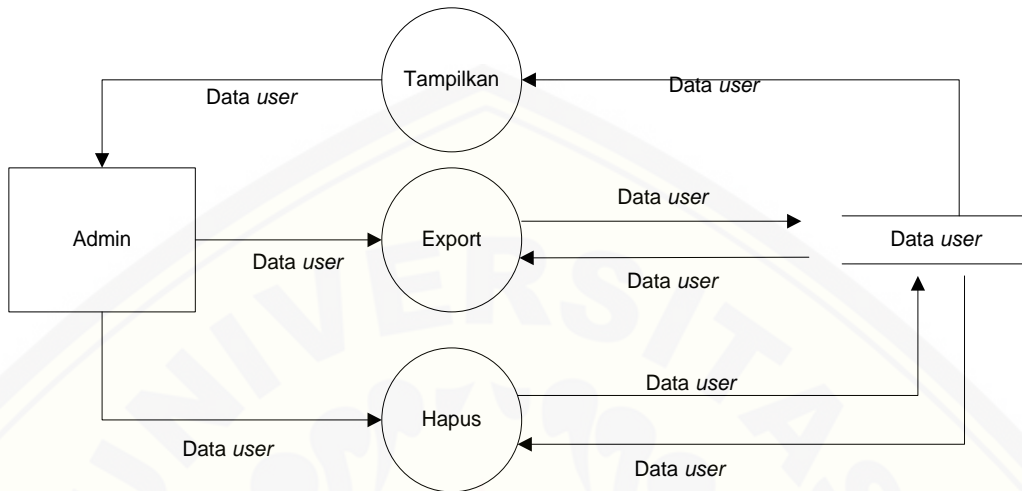 Tampilkan
Data user
Data user
Admin
Export
Data user
Data user
Data user
Data user
Hapus
Data user
Data user
Data user
UNIVERSITAS